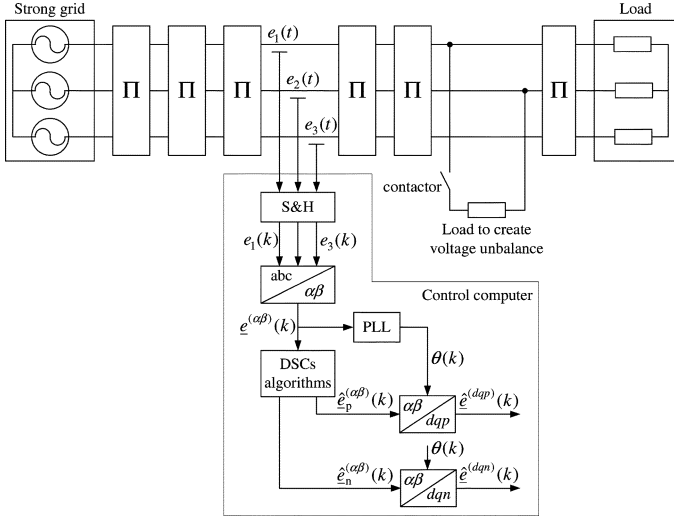 Strong grid
Load
Π Π Π Π Π Π
e₁(t)
e₂(t)
e₃(t)
contactor
Load to create
voltage unbalance
S&H
e₁(k) e₃(k)
abc
αβ
Control computer
e̲^(αβ)(k)
PLL
θ(k)
DSCs
algorithms
ê̲ₚ^(αβ)(k)
αβ
dqp
ê̲^(dqp)(k)
θ(k)
ê̲ₙ^(αβ)(k)
αβ
dqn
ê̲^(dqn)(k)